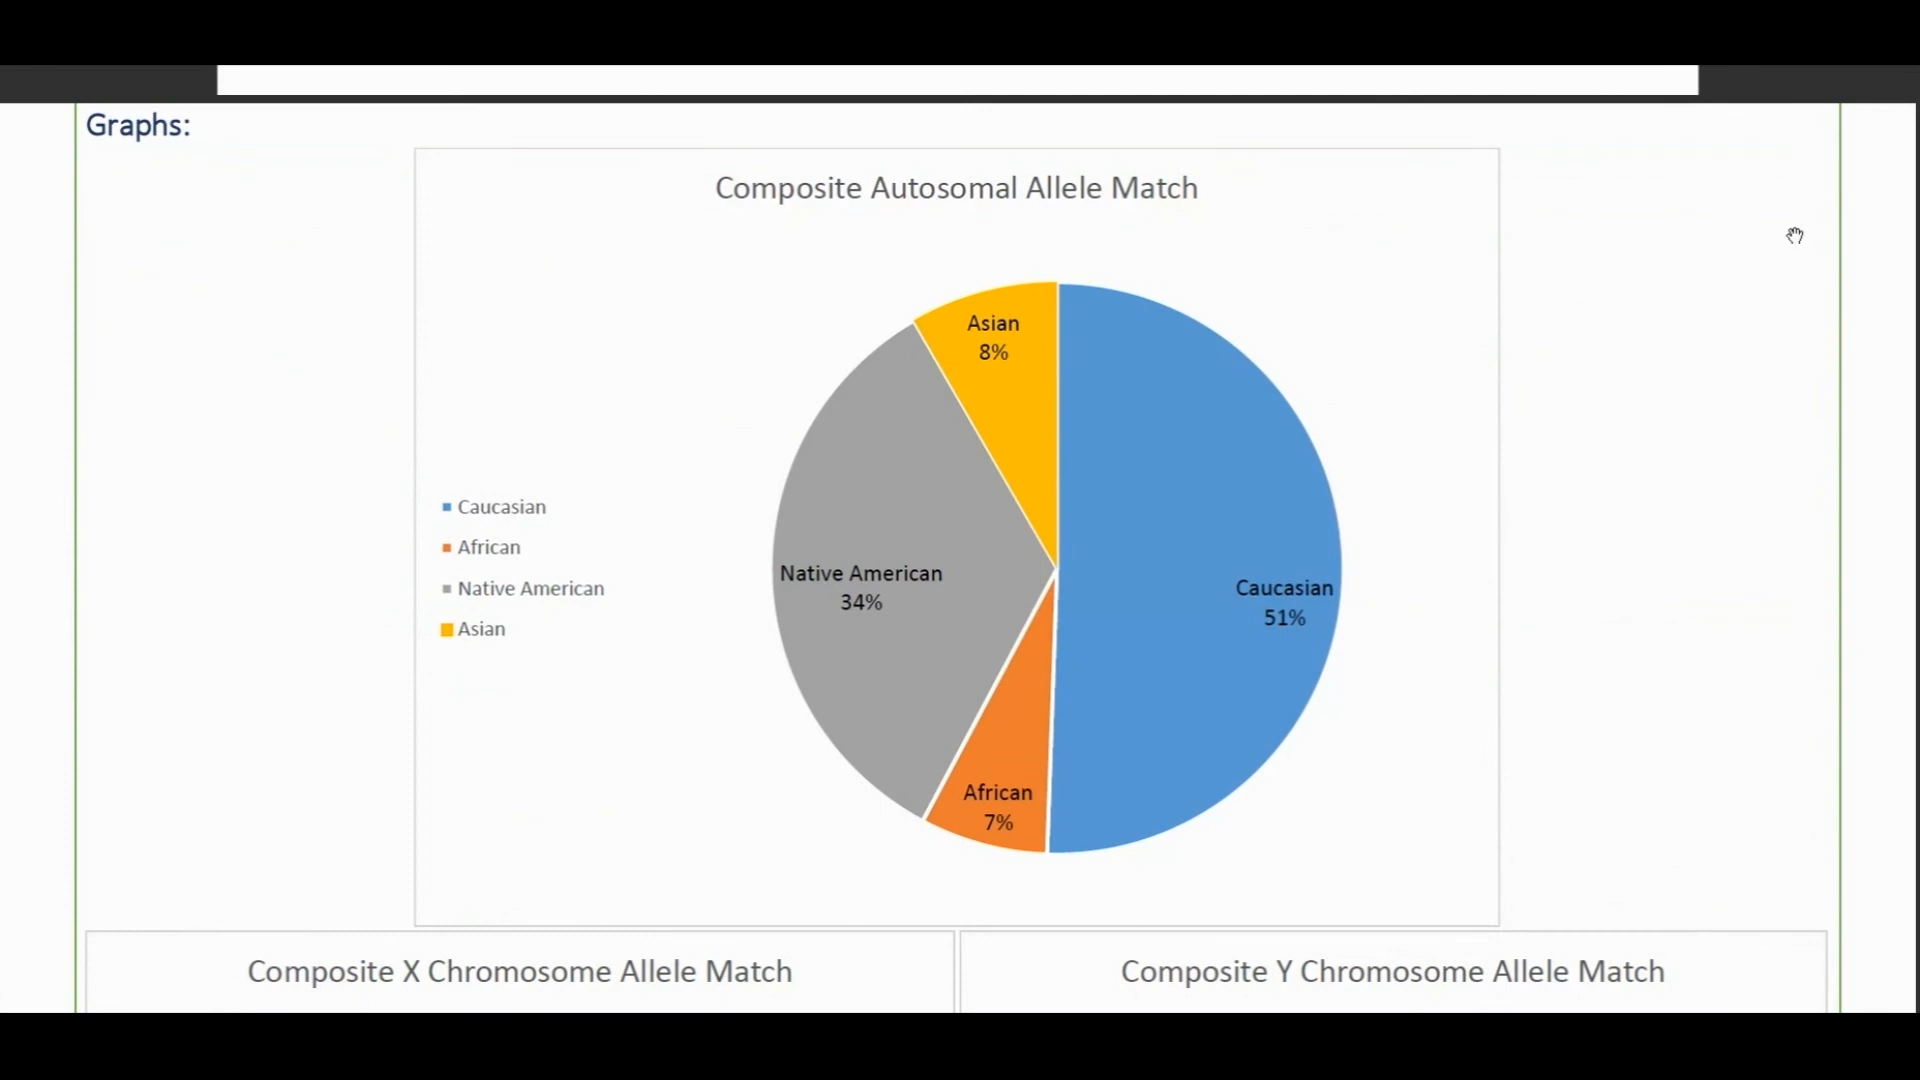 Graphs:
Composite Autosomal Allele Match
Asian
8%
Caucasian
African
Native American
Asian
Native American
34%
Caucasian
51%
African
7%
Composite X Chromosome Allele Match
Composite Y Chromosome Allele Match